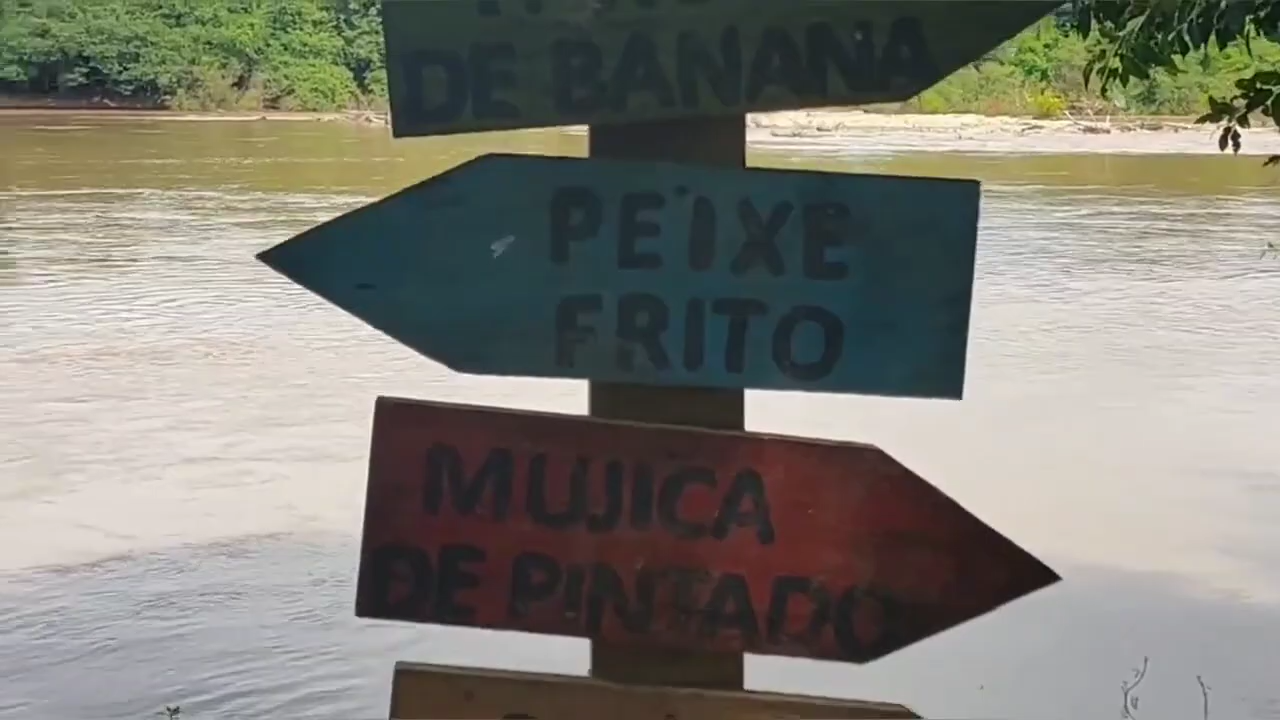 DE BANANA
PEIXE
FRITO
MUJICA
DE PINTADO